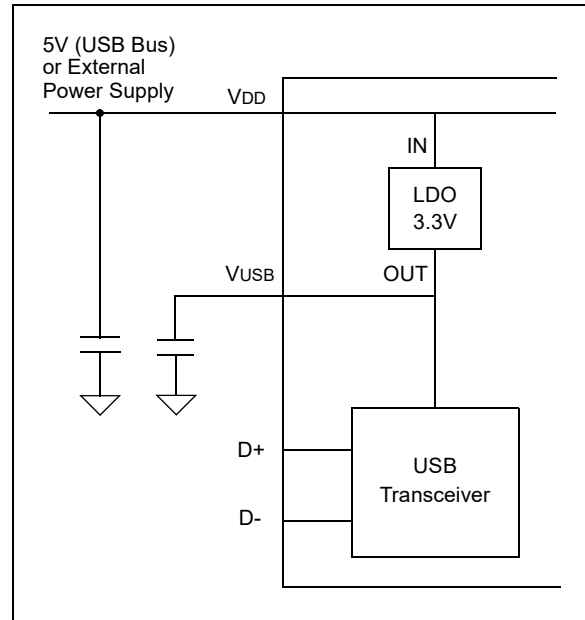 5V (USB Bus)
or External
Power Supply
VDD
IN
LDO
3.3V
VUSB
OUT
D+
USB
Transceiver
D-